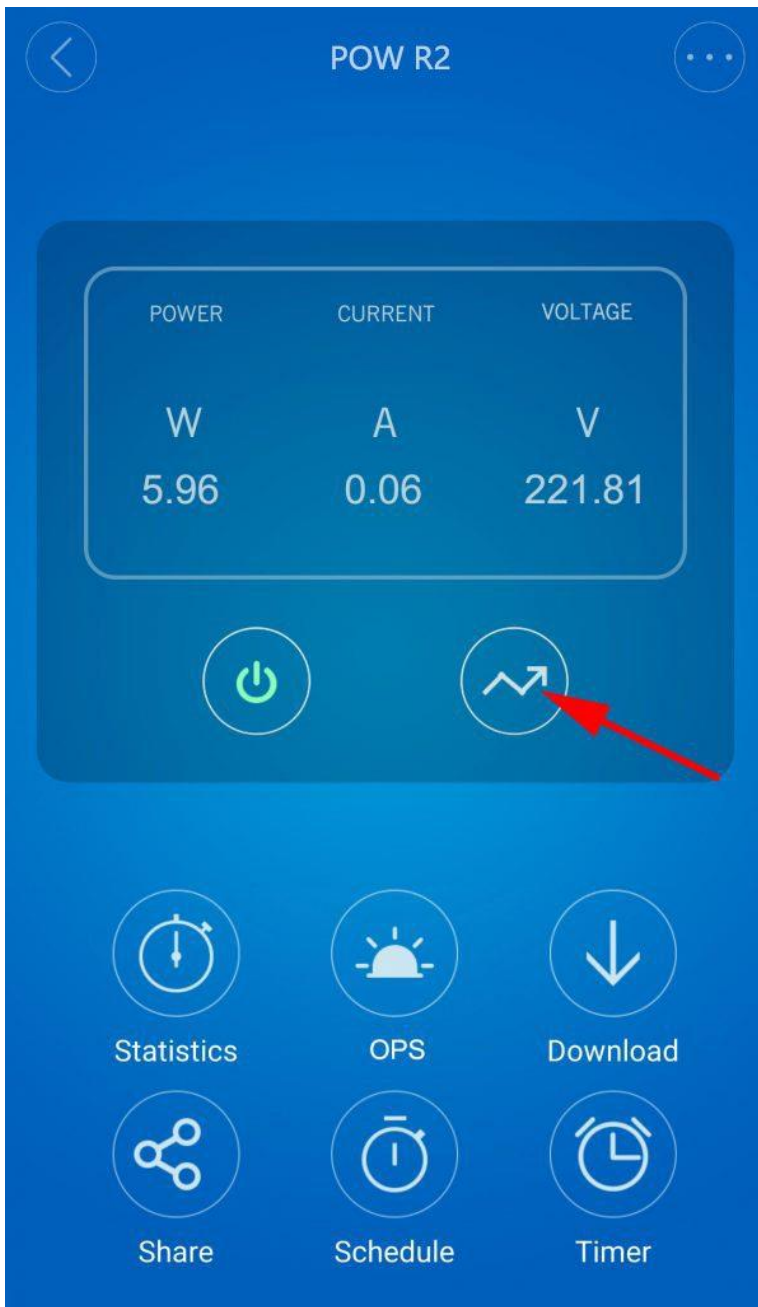 POW R2
POWER CURRENT VOLTAGE
W A V
5.96 0.06 221.81
Statistics OPS Download
Share Schedule Timer